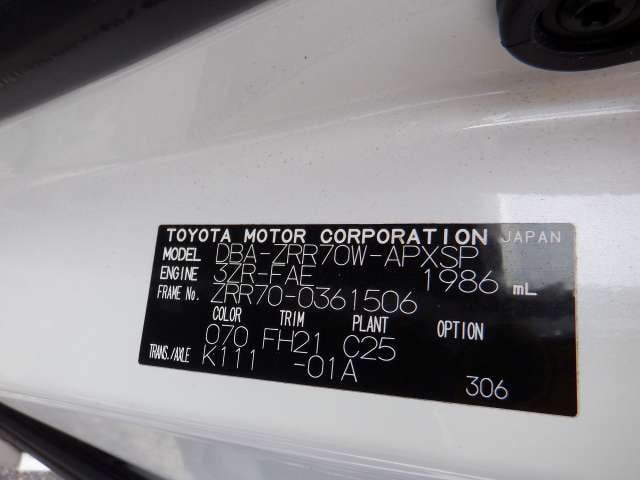 TOYOTA MOTOR CORPORATION JAPAN
MODEL DBA-ZRR70W-APXSP
ENGINE 3ZR-FAE 1986 mL
FRAME No. ZRR70-0361506
COLOR TRIM PLANT OPTION
070 FH21 C25
TRANS./AXLE K111 -01A
306